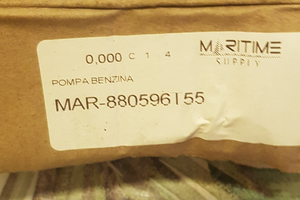 0,000 C 1 4
MARITIME
SUPPLY
POMPA BENZINA
MAR-880596155